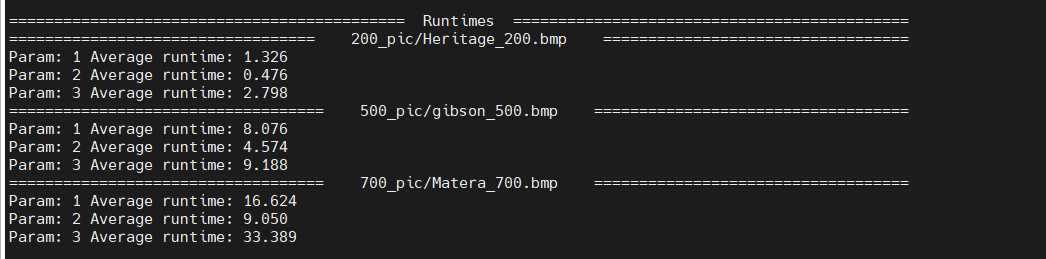 ============================================  Runtimes  ============================================
==================================    200_pic/Heritage_200.bmp    ==================================
Param: 1 Average runtime: 1.326
Param: 2 Average runtime: 0.476
Param: 3 Average runtime: 2.798
===================================    500_pic/gibson_500.bmp    ===================================
Param: 1 Average runtime: 8.076
Param: 2 Average runtime: 4.574
Param: 3 Average runtime: 9.188
===================================    700_pic/Matera_700.bmp    ===================================
Param: 1 Average runtime: 16.624
Param: 2 Average runtime: 9.050
Param: 3 Average runtime: 33.389